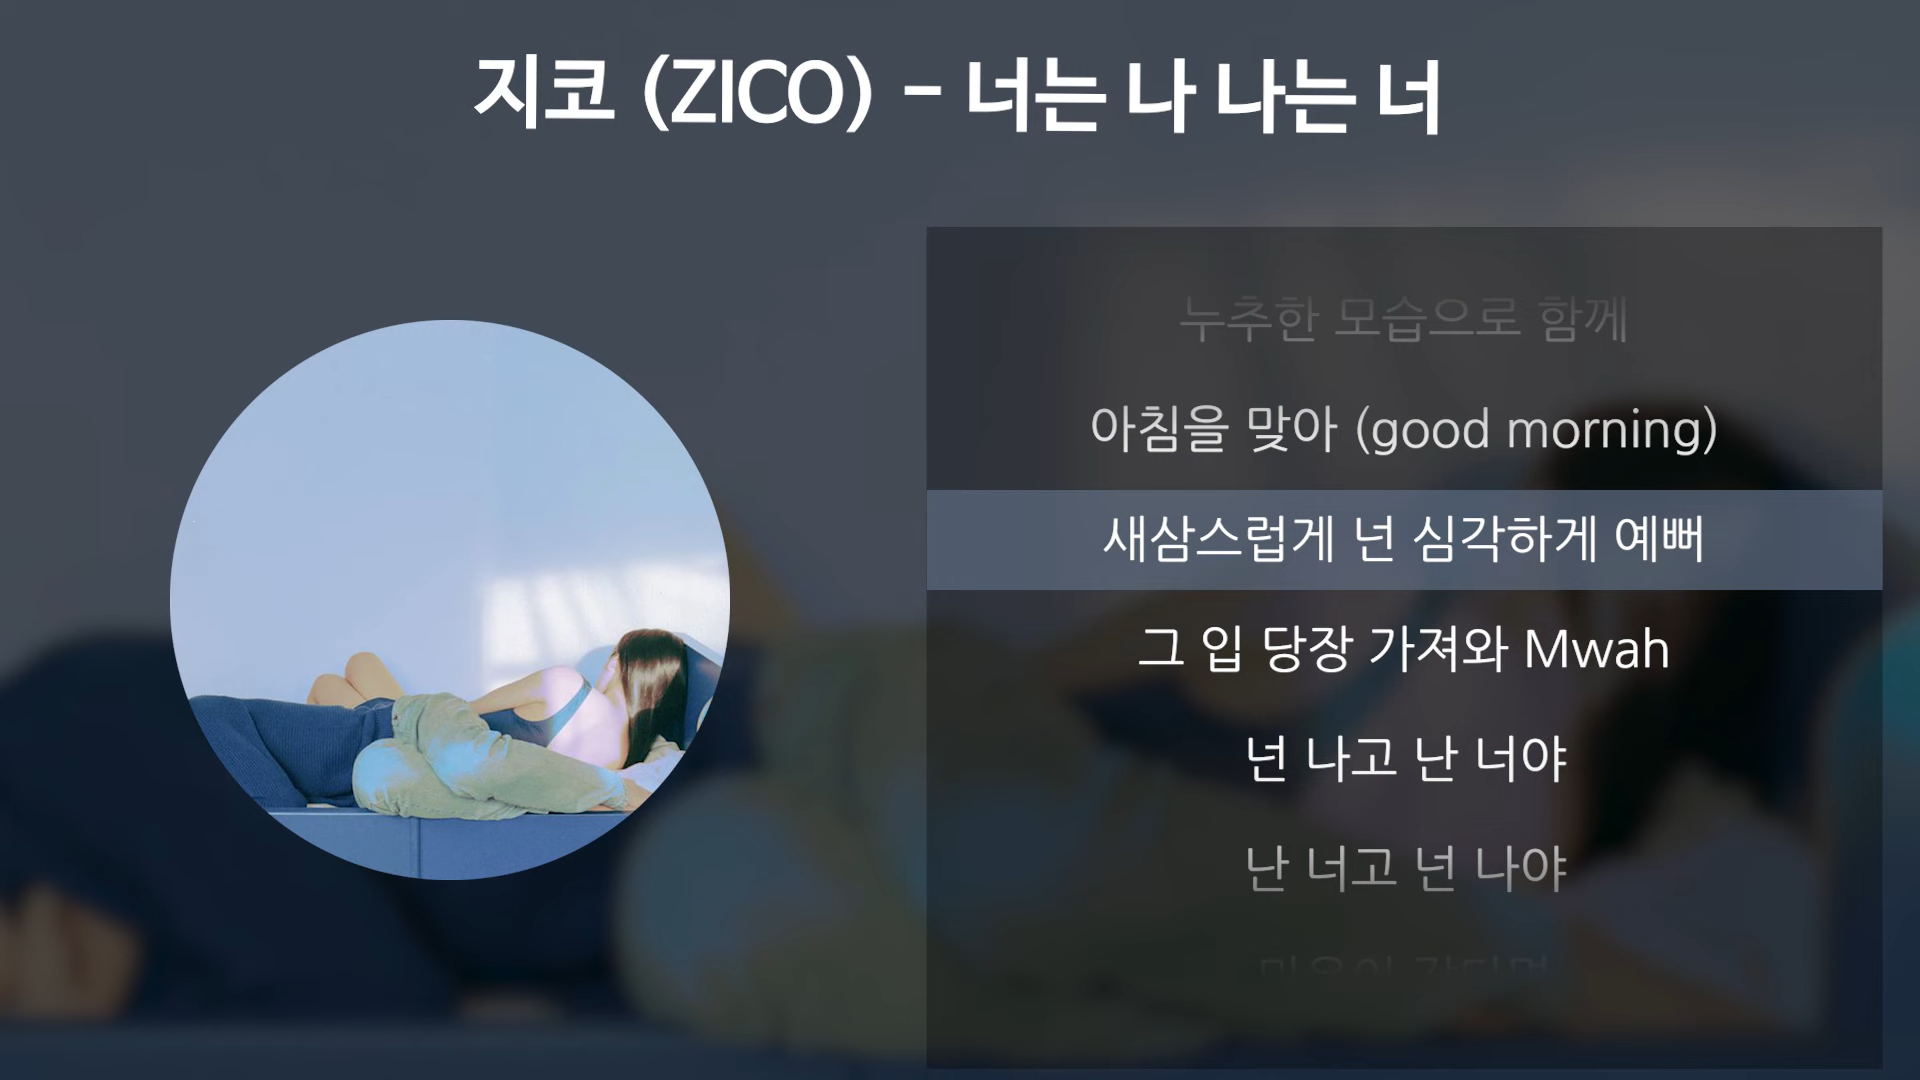 지코 (ZICO) - 너는 나 나는 너
누추한 모습으로 함께
아침을 맞아 (good morning)
새삼스럽게 넌 심각하게 예뻐
그 입 당장 가져와 Mwah
넌 나고 난 너야
난 너고 넌 나야